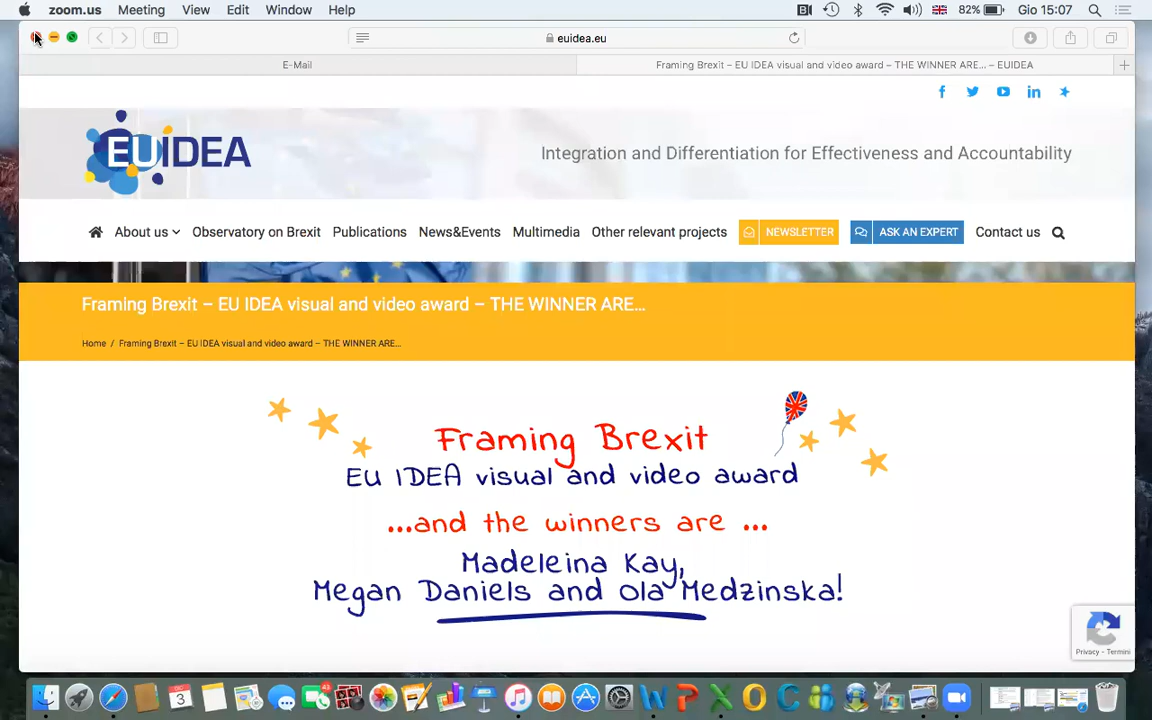 zoom.us Meeting View Edit Window Help 82% Gio 15:07
euidea.eu
E-Mail Framing Brexit – EU IDEA visual and video award – THE WINNER ARE... – EUIDEA
EUIDEA Integration and Differentiation for Effectiveness and Accountability
About us Observatory on Brexit Publications News&Events Multimedia Other relevant projects NEWSLETTER ASK AN EXPERT Contact us
Framing Brexit – EU IDEA visual and video award – THE WINNER ARE...
Home / Framing Brexit – EU IDEA visual and video award – THE WINNER ARE...
Framing Brexit
EU IDEA visual and video award
...and the winners are ...
Madeleina Kay,
Megan Daniels and Ola Medzinska!
Privacy - Termini